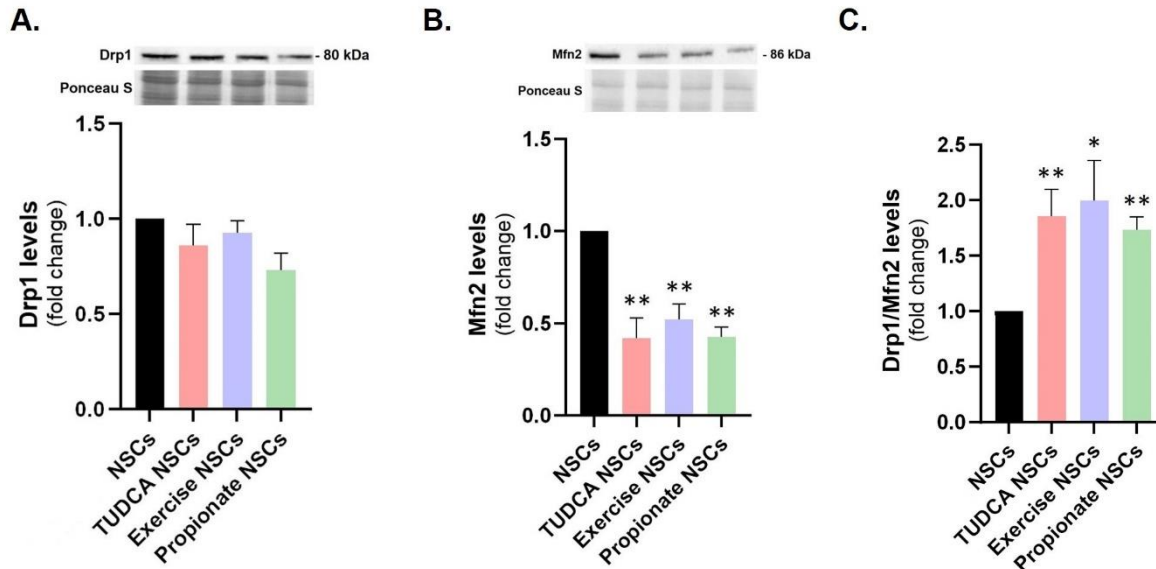 A.
Drp1
- 80 kDa
Ponceau S
Drp1 levels
(fold change)
1.5
1.0
0.5
0.0
NSCs
TUDCA NSCs
Exercise NSCs
Propionate NSCs
B.
Mfn2
- 86 kDa
Ponceau S
Mfn2 levels
(fold change)
1.5
1.0
0.5
0.0
**
**
**
NSCs
TUDCA NSCs
Exercise NSCs
Propionate NSCs
C.
Drp1/Mfn2 levels
(fold change)
2.5
2.0
1.5
1.0
0.5
0.0
**
*
**
NSCs
TUDCA NSCs
Exercise NSCs
Propionate NSCs